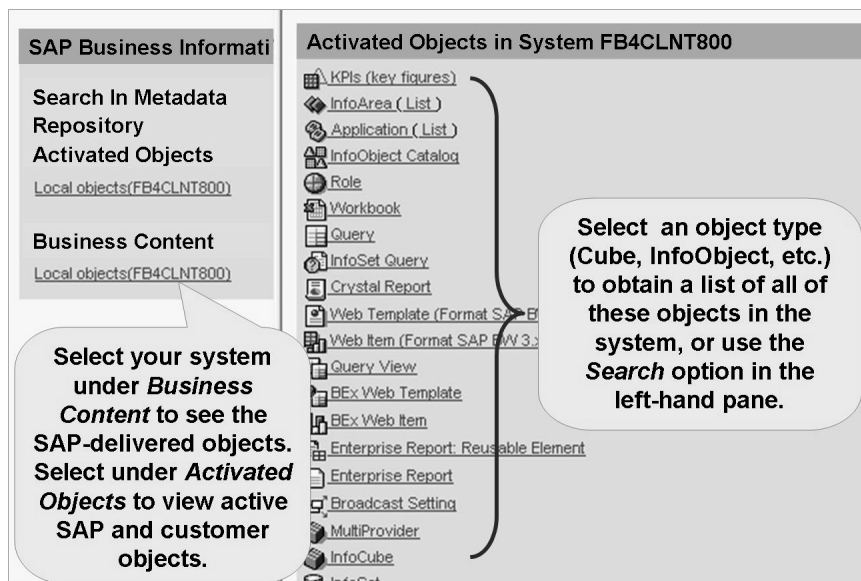 SAP Business Informati
Search In Metadata
Repository
Activated Objects
Local objects(FB4CLNT800)
Business Content
Local objects(FB4CLNT800)
Select your system
under Business
Content to see the
SAP-delivered objects.
Select under Activated
Objects to view active
SAP and customer
objects.
Activated Objects in System FB4CLNT800
KPIs (key figures)
InfoArea ( List )
Application ( List )
InfoObject Catalog
Role
Workbook
Query
InfoSet Query
Crystal Report
Web Template (Format SAP B
Web Item (Format SAP BW 3.x
Query View
BEx Web Template
BEx Web Item
Enterprise Report: Reusable Element
Enterprise Report
Broadcast Setting
MultiProvider
InfoCube
InfoSet
Select an object type
(Cube, InfoObject, etc.)
to obtain a list of all of
these objects in the
system, or use the
Search option in the
left-hand pane.